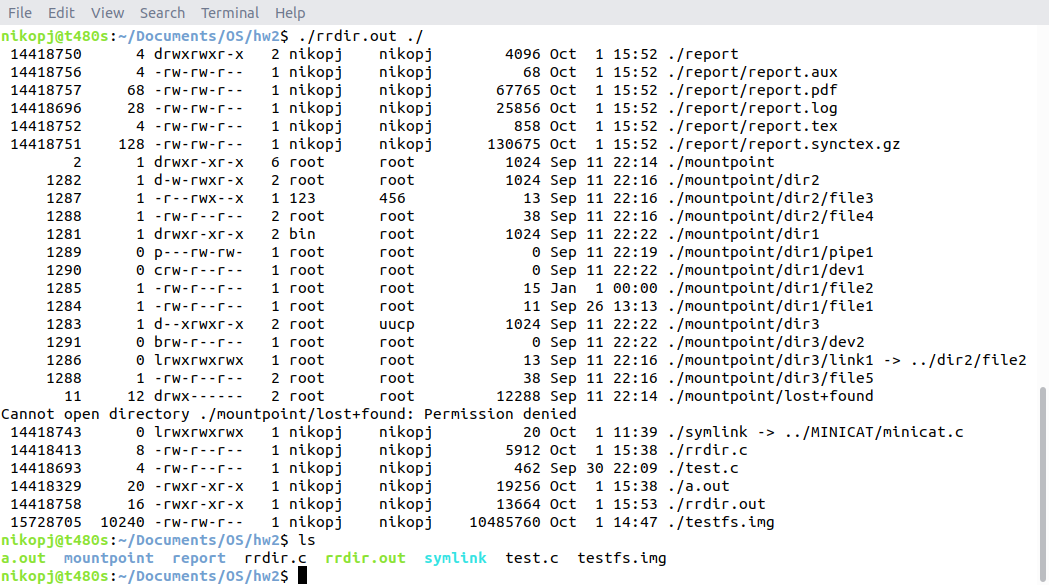 File Edit View Search Terminal Help
nikopj@t480s:~/Documents/OS/hw2$ ./rrdir.out ./
 14418750      4 drwxrwxr-x   2 nikopj    nikopj        4096 Oct  1 15:52 ./report
 14418756      4 -rw-rw-r--   1 nikopj    nikopj          68 Oct  1 15:52 ./report/report.aux
 14418757     68 -rw-rw-r--   1 nikopj    nikopj       67765 Oct  1 15:52 ./report/report.pdf
 14418696     28 -rw-rw-r--   1 nikopj    nikopj       25856 Oct  1 15:52 ./report/report.log
 14418752      4 -rw-rw-r--   1 nikopj    nikopj         858 Oct  1 15:52 ./report/report.tex
 14418751    128 -rw-rw-r--   1 nikopj    nikopj      130675 Oct  1 15:52 ./report/report.synctex.gz
        2      1 drwxr-xr-x   6 root      root          1024 Sep 11 22:14 ./mountpoint
     1282      1 d-w-rwxr-x   2 root      root          1024 Sep 11 22:16 ./mountpoint/dir2
     1287      1 -r--rwx--x   1 123       456             13 Sep 11 22:16 ./mountpoint/dir2/file3
     1288      1 -rw-r--r--   2 root      root            38 Sep 11 22:16 ./mountpoint/dir2/file4
     1281      1 drwxr-xr-x   2 bin       root          1024 Sep 11 22:22 ./mountpoint/dir1
     1289      0 p---rw-rw-   1 root      root             0 Sep 11 22:19 ./mountpoint/dir1/pipe1
     1290      0 crw-r--r--   1 root      root             0 Sep 11 22:22 ./mountpoint/dir1/dev1
     1285      1 -rw-r--r--   1 root      root            15 Jan  1 00:00 ./mountpoint/dir1/file2
     1284      1 -rw-r--r--   1 root      root            11 Sep 26 13:13 ./mountpoint/dir1/file1
     1283      1 d--xrwxr-x   2 root      uucp          1024 Sep 11 22:22 ./mountpoint/dir3
     1291      0 brw-r--r--   1 root      root             0 Sep 11 22:22 ./mountpoint/dir3/dev2
     1286      0 lrwxrwxrwx   1 root      root            13 Sep 11 22:16 ./mountpoint/dir3/link1 -> ../dir2/file2
     1288      1 -rw-r--r--   2 root      root            38 Sep 11 22:16 ./mountpoint/dir3/file5
       11     12 drwx------   2 root      root         12288 Sep 11 22:14 ./mountpoint/lost+found
Cannot open directory ./mountpoint/lost+found: Permission denied
 14418743      0 lrwxrwxrwx   1 nikopj    nikopj          20 Oct  1 11:39 ./symlink -> ../MINICAT/minicat.c
 14418413      8 -rw-r--r--   1 nikopj    nikopj        5912 Oct  1 15:38 ./rrdir.c
 14418693      4 -rw-r--r--   1 nikopj    nikopj         462 Sep 30 22:09 ./test.c
 14418329     20 -rwxr-xr-x   1 nikopj    nikopj       19256 Oct  1 15:38 ./a.out
 14418758     16 -rwxr-xr-x   1 nikopj    nikopj       13664 Oct  1 15:53 ./rrdir.out
 15728705  10240 -rw-rw-r--   1 nikopj    nikopj    10485760 Oct  1 14:47 ./testfs.img
nikopj@t480s:~/Documents/OS/hw2$ ls
a.out  mountpoint  report  rrdir.c  rrdir.out  symlink  test.c  testfs.img
nikopj@t480s:~/Documents/OS/hw2$